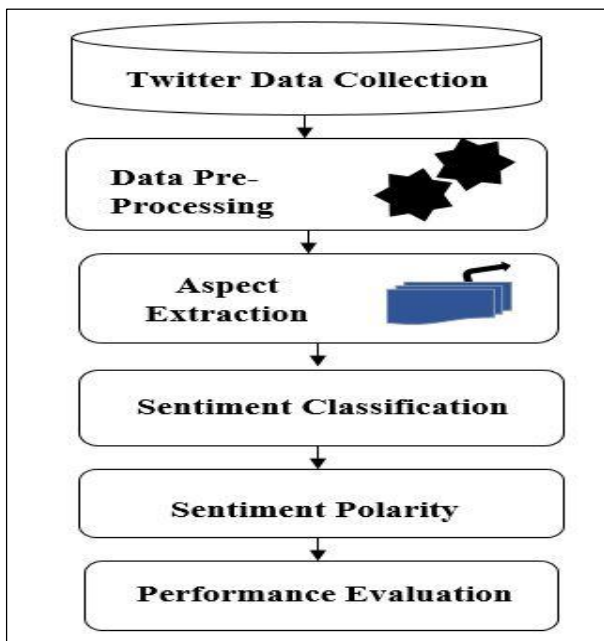 Twitter Data Collection
Data Pre-
Processing
Aspect
Extraction
Sentiment Classification
Sentiment Polarity
Performance Evaluation